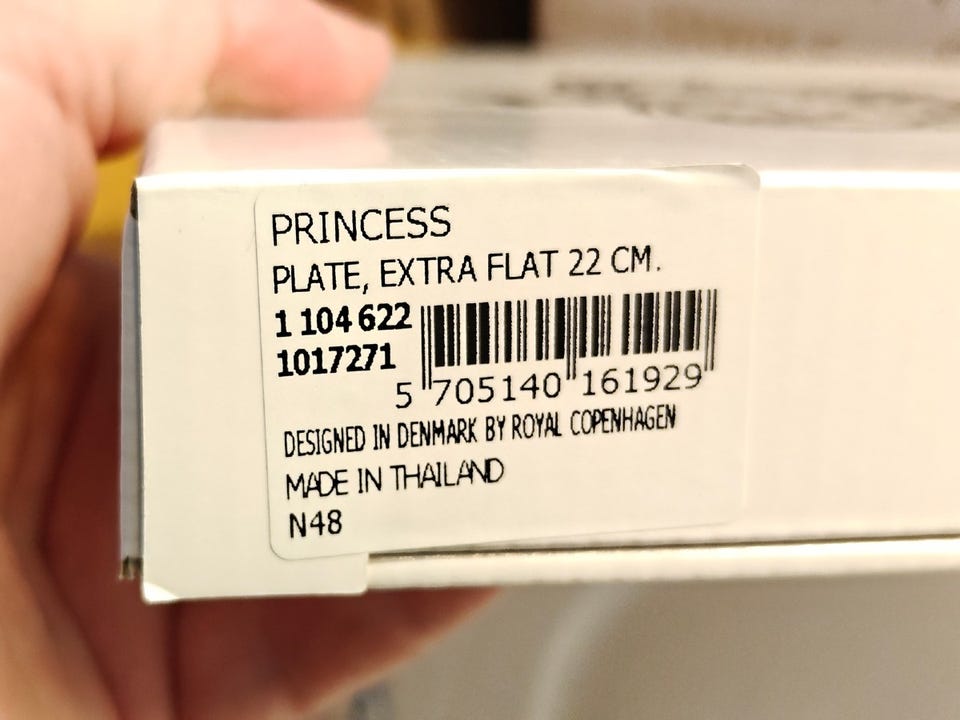 PRINCESS
PLATE, EXTRA FLAT 22 CM.
1 104 622
1017271
5 705140 161929
DESIGNED IN DENMARK BY ROYAL COPENHAGEN
MADE IN THAILAND
N48